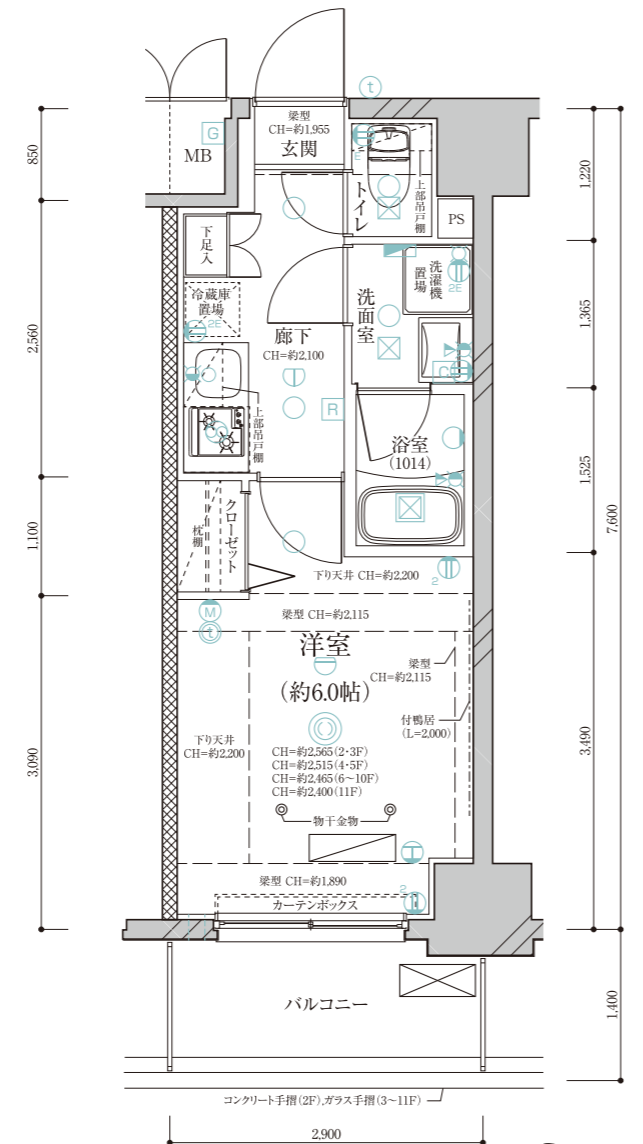 梁型
CH=約1,955
玄関
t
G
MB
E
トイレ
上部吊戸棚
PS
下足入
冷蔵庫
置場
2E
洗濯機
置場
2E
洗面室
廊下
CH=約2,100
R
C
上部吊戸棚
浴室
(1014)
クローゼット
枕棚
下り天井 CH=約2,200
2
M
t
梁型 CH=約2,115
洋室
(約6.0帖)
梁型
CH=約2,115
付鴨居
(L=2,000)
下り天井
CH=約2,200
CH=約2,565(2・3F)
CH=約2,515(4・5F)
CH=約2,465(6〜10F)
CH=約2,400(11F)
物干金物
梁型 CH=約1,890
2
カーテンボックス
バルコニー
コンクリート手摺(2F),ガラス手摺(3〜11F)
850
2,560
1,100
3,090
1,220
1,365
1,525
3,490
7,600
1,400
2,900